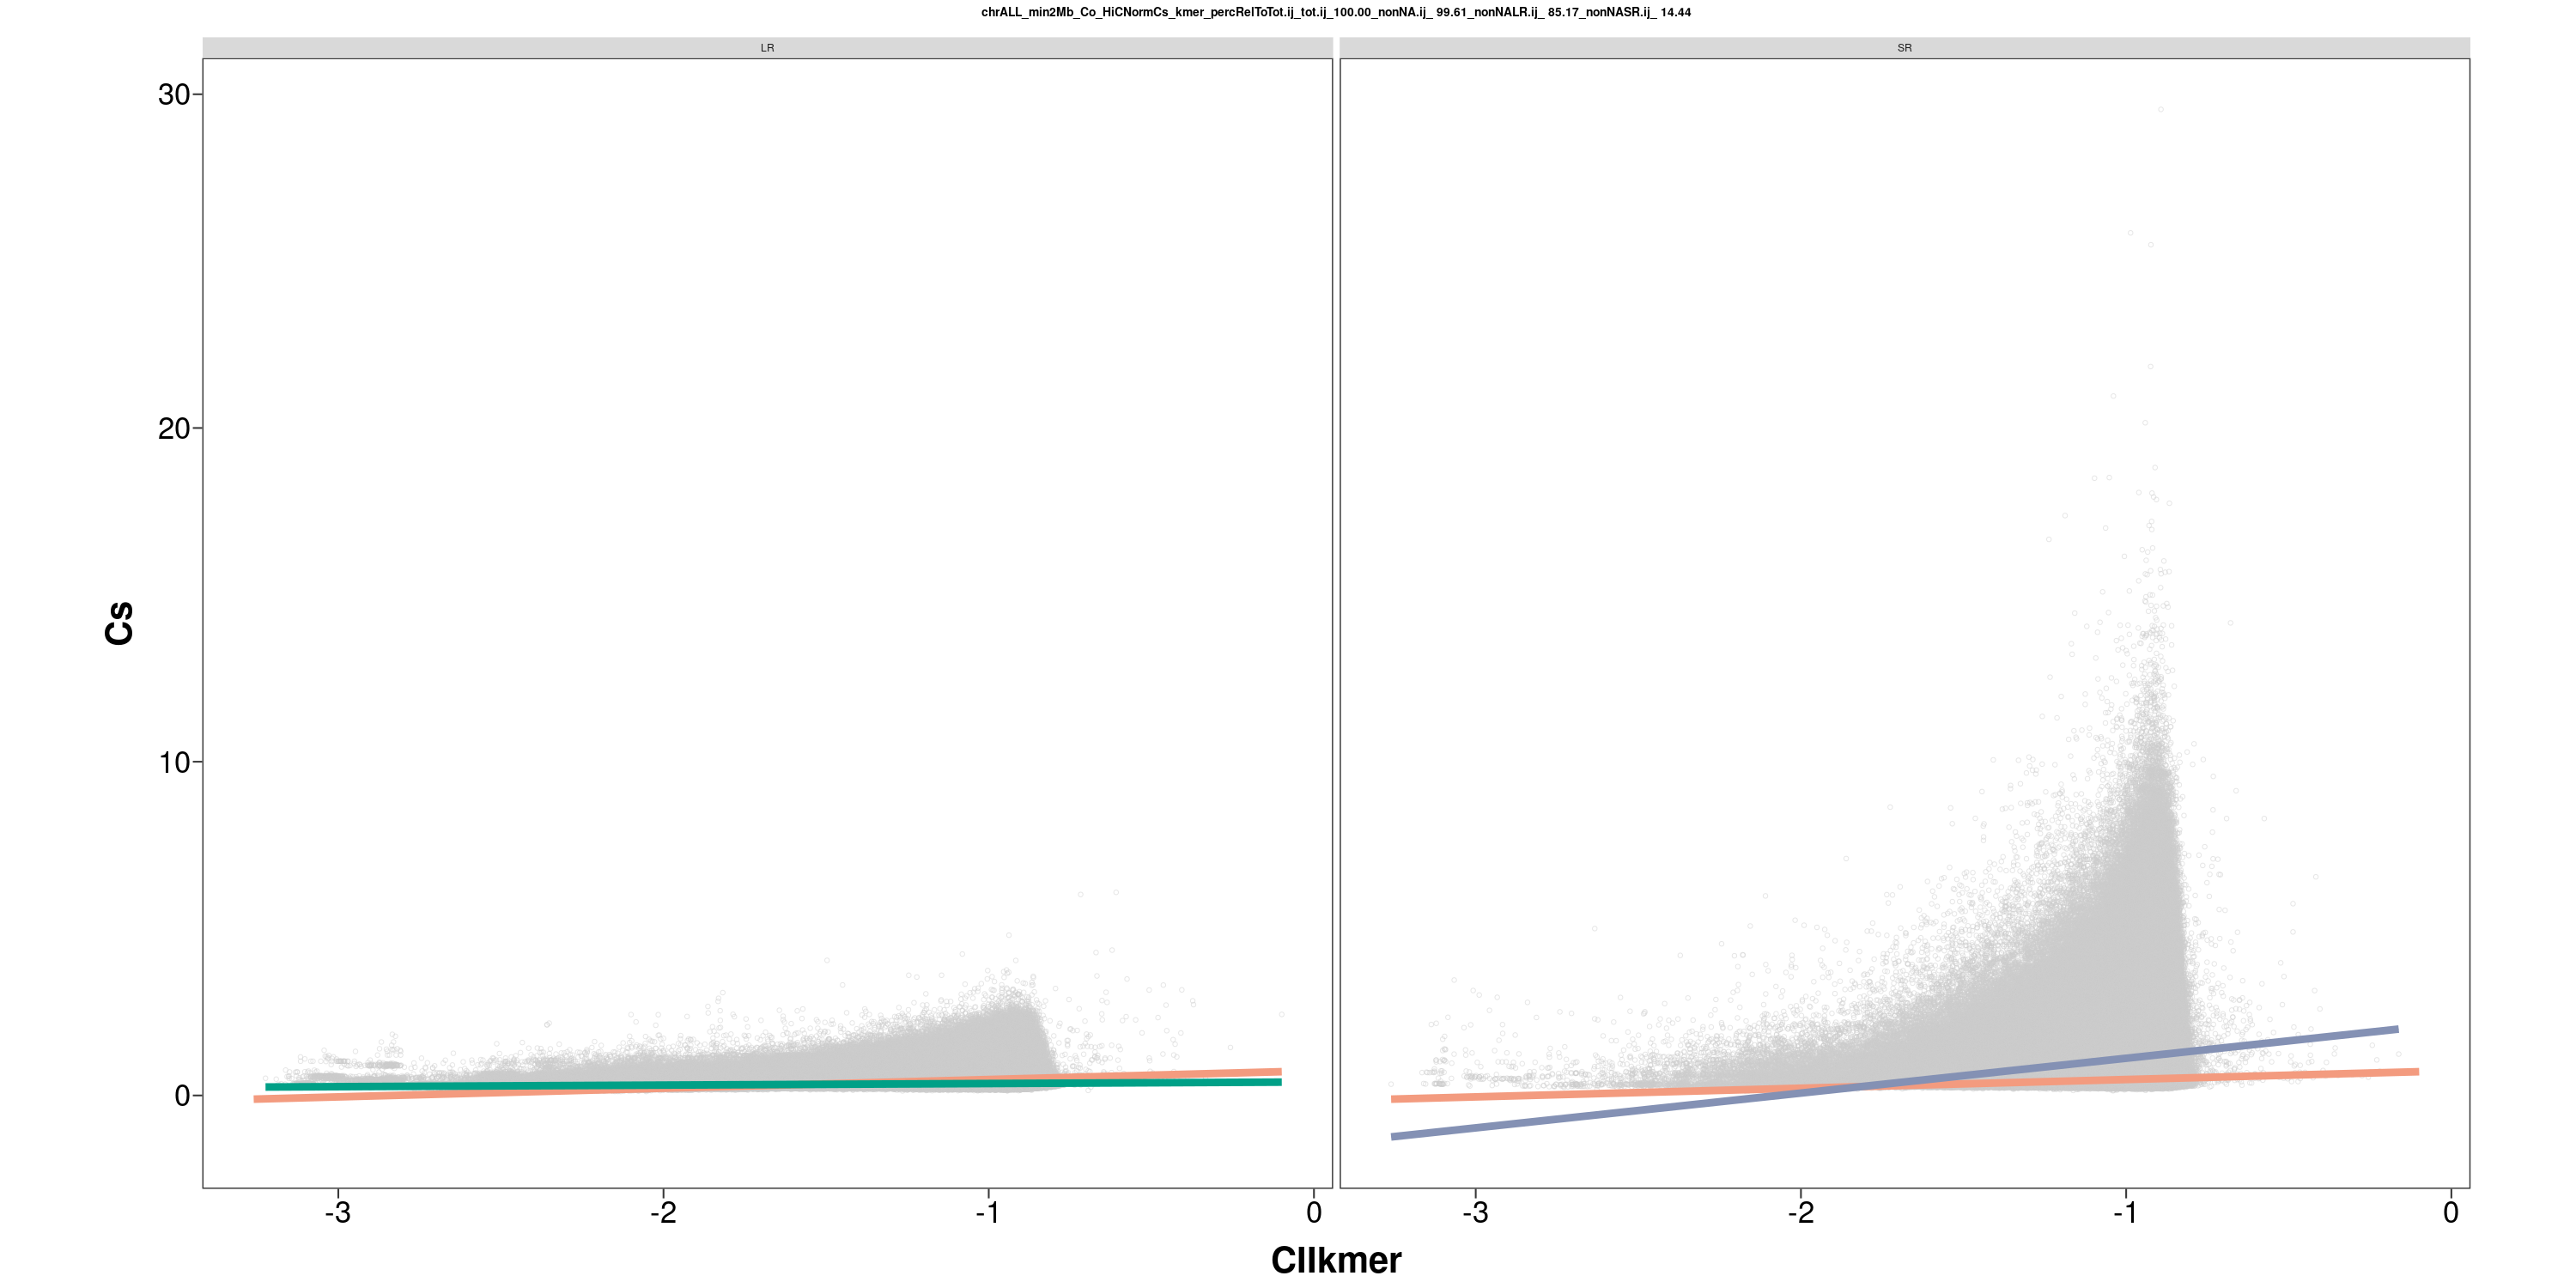 chrALL_min2Mb_Co_HiCNormCs_kmer_percRelToTot.ij_tot.ij_100.00_nonNA.ij_ 99.61_nonNALR.ij_ 85.17_nonNASR.ij_ 14.44
LR SR
30
20
10
0
Cs
-3 -2 -1 0 -3 -2 -1 0
CIIkmer